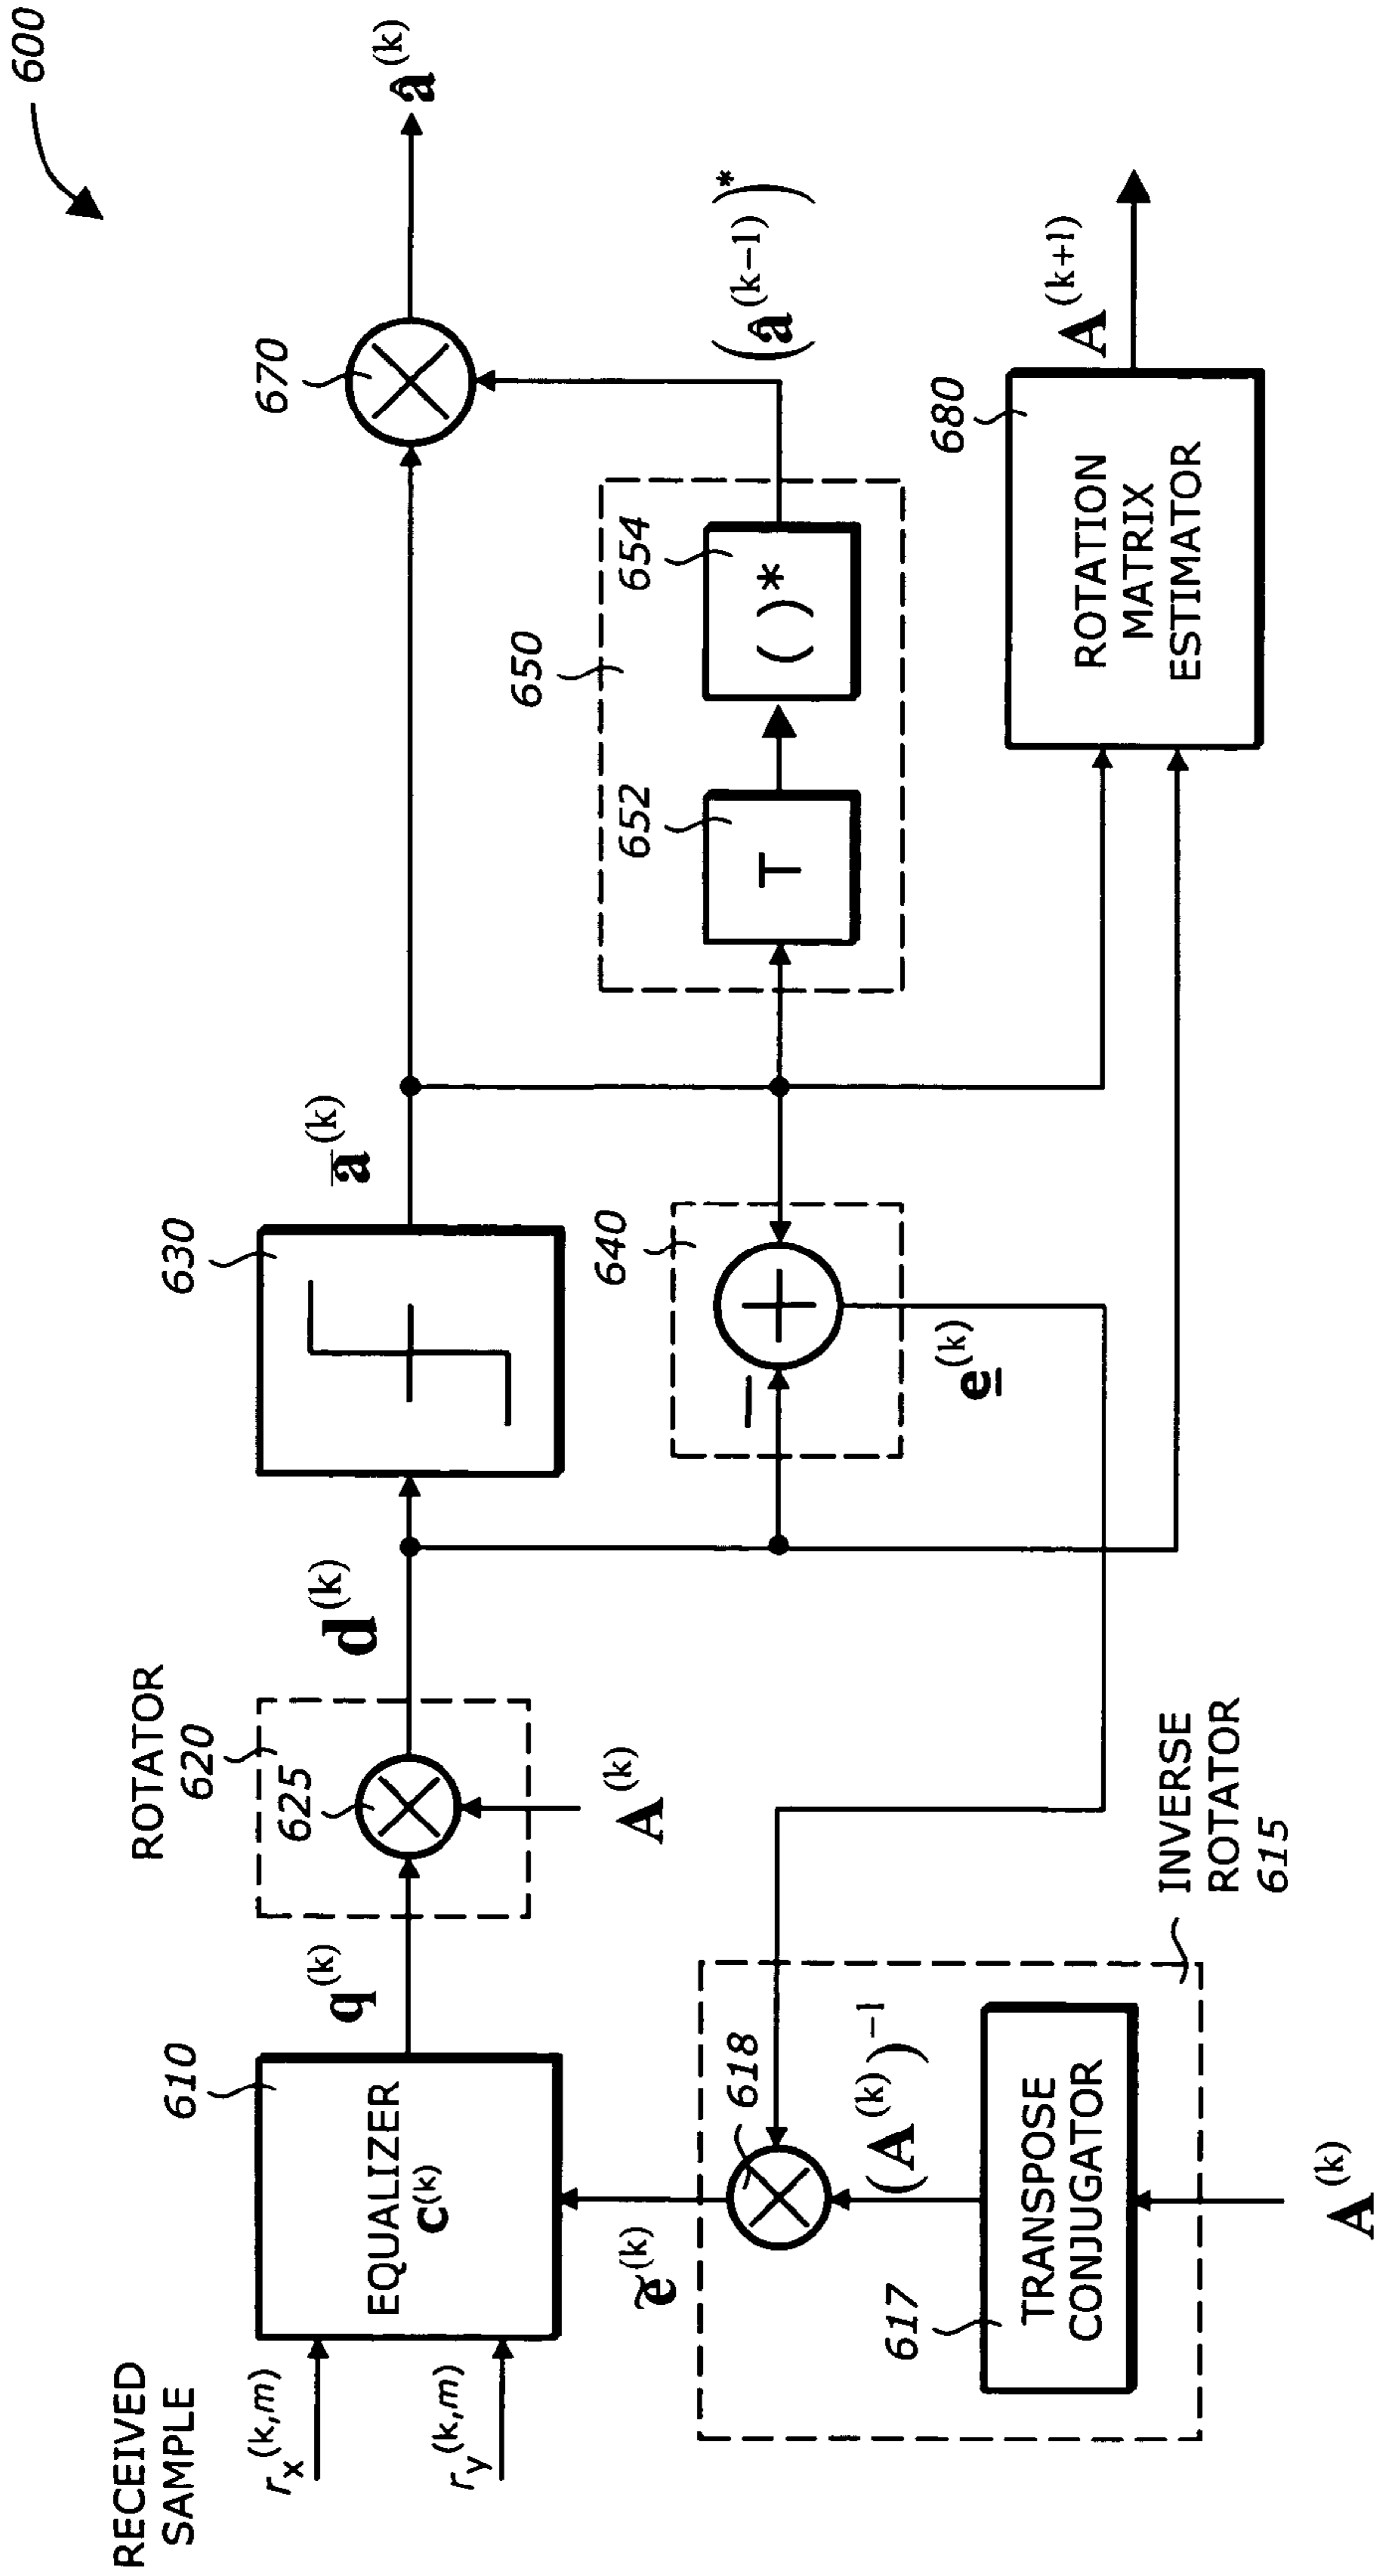 600
RECEIVED
SAMPLE
r_x^(k,m)
r_y^(k,m)
610
EQUALIZER
c^(k)
q^(k)
ROTATOR
620
625
A^(k)
d^(k)
630
a̅^(k)
670
â^(k)
640
−
+
e̲^(k)
650
652
T
654
( )*
(â^(k−1))*
680
ROTATION
MATRIX
ESTIMATOR
A^(k+1)
ẽ^(k)
618
(A^(k))^−1
617
TRANSPOSE
CONJUGATOR
A^(k)
INVERSE
ROTATOR
615